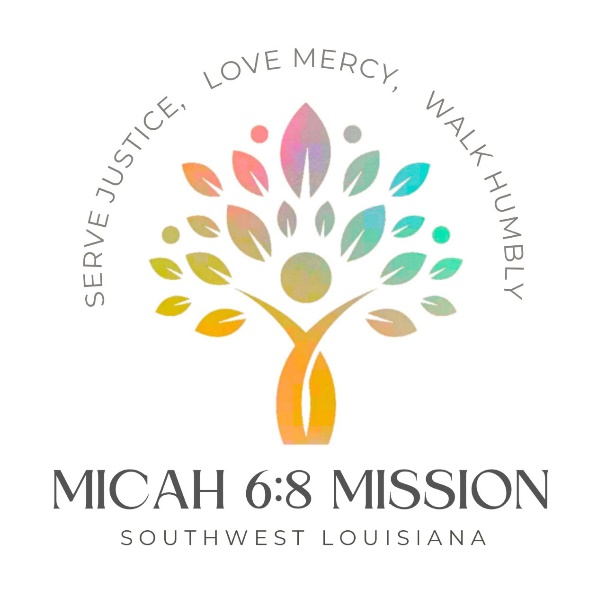 SERVE JUSTICE, LOVE MERCY, WALK HUMBLY
MICAH 6:8 MISSION
SOUTHWEST LOUISIANA